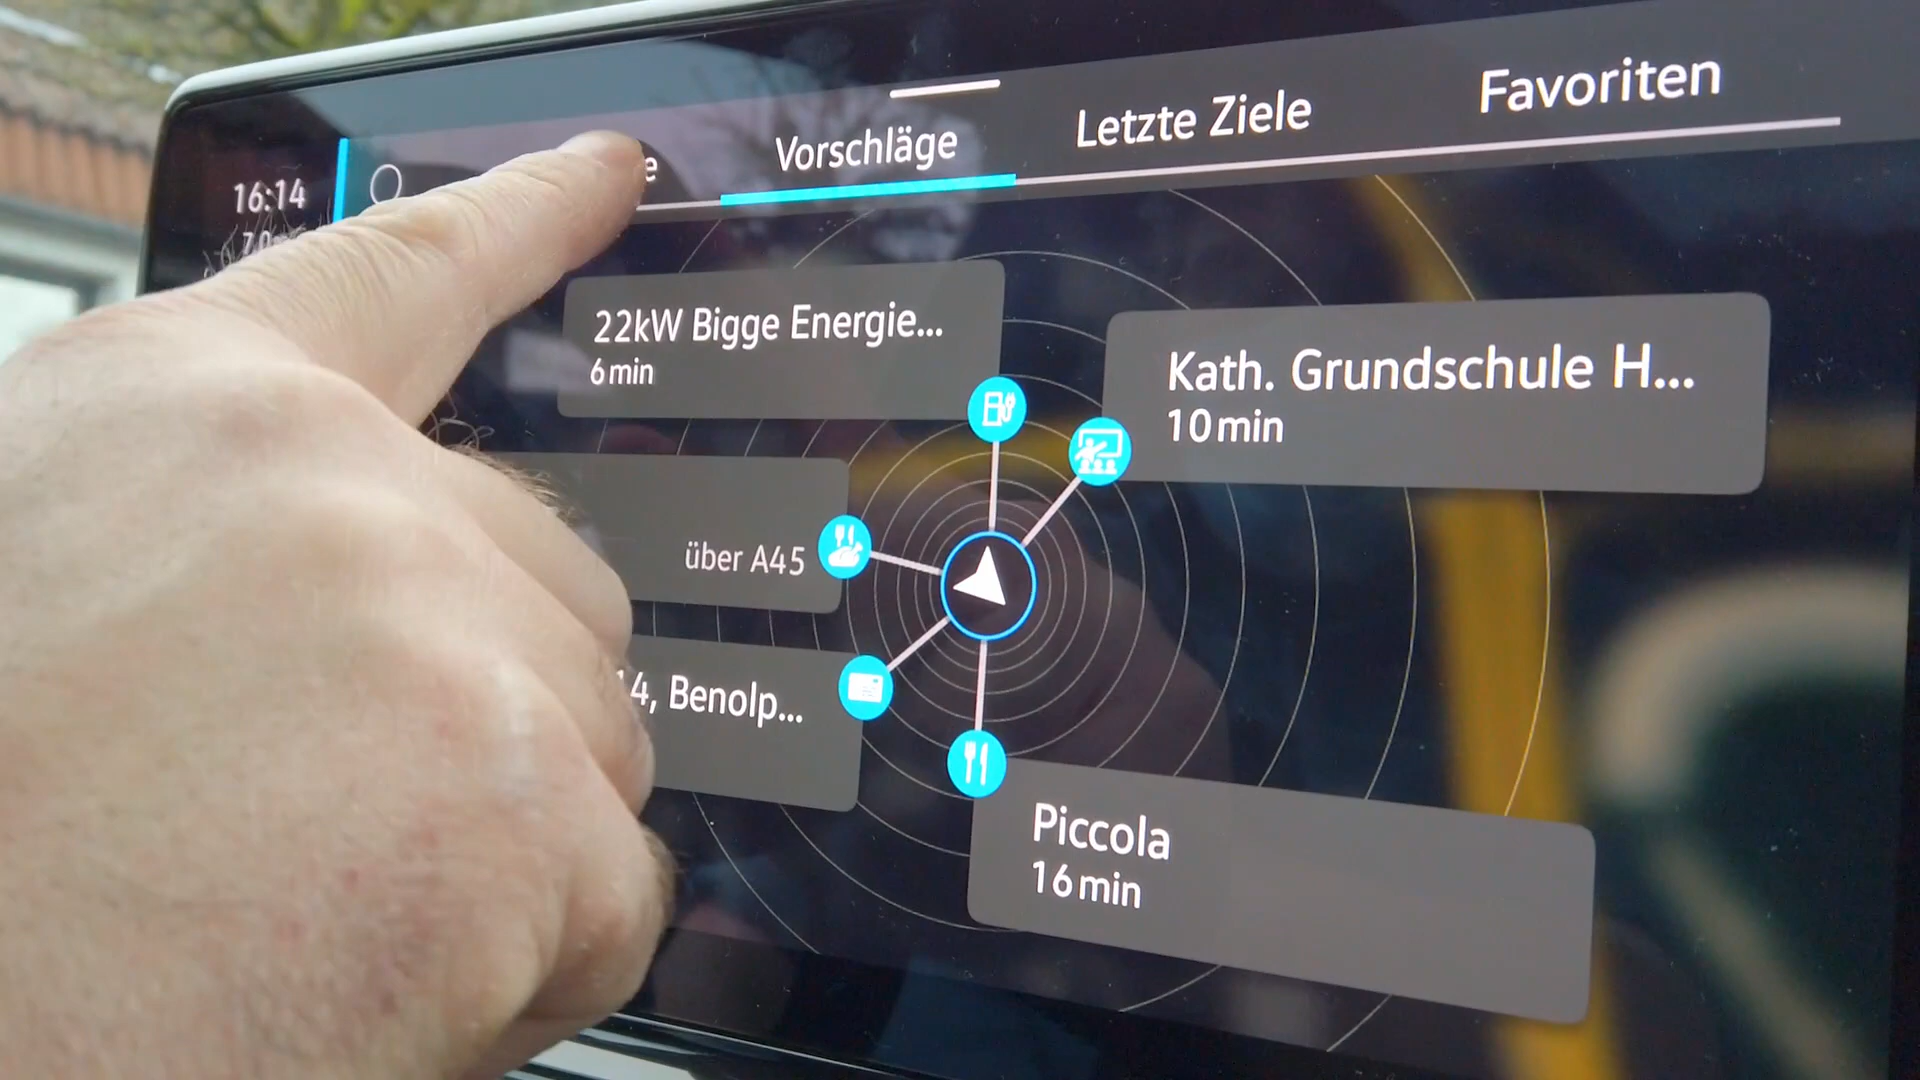 16:14
Vorschläge
Letzte Ziele
Favoriten
22kW Bigge Energie...
6 min
Kath. Grundschule H...
10 min
über A45
14, Benolp...
Piccola
16 min